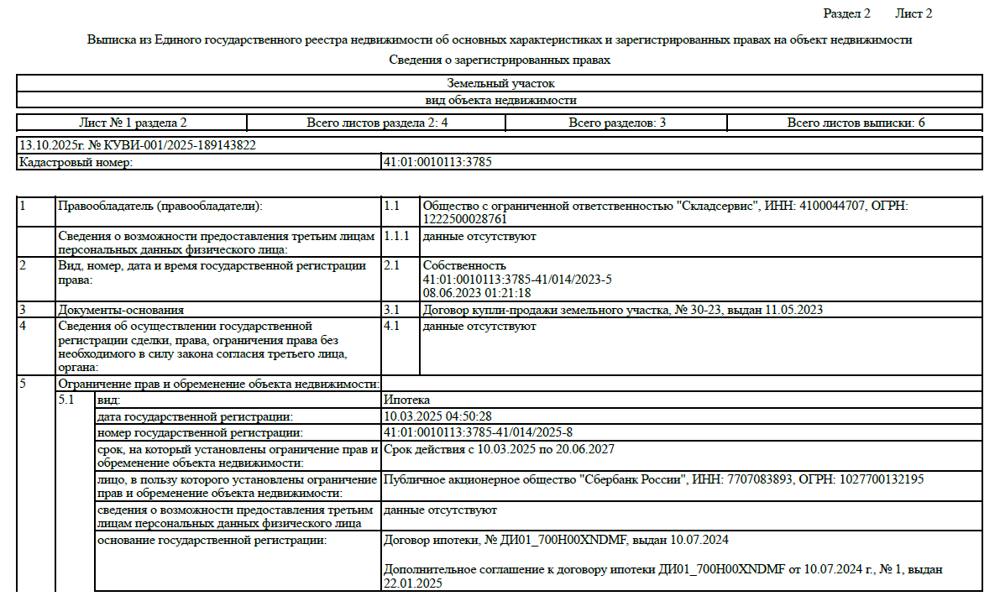 Раздел 2 Лист 2
Выписка из Единого государственного реестра недвижимости об основных характеристиках и зарегистрированных правах на объект недвижимости
Сведения о зарегистрированных правах
Земельный участок
вид объекта недвижимости
Лист № 1 раздела 2 Всего листов раздела 2: 4 Всего разделов: 3 Всего листов выписки: 6
13.10.2025г. № КУВИ-001/2025-189143822
Кадастровый номер: 41:01:0010113:3785
1 Правообладатель (правообладатели): 1.1 Общество с ограниченной ответственностью "Складсервис", ИНН: 4100044707, ОГРН:
1222500028761
Сведения о возможности предоставления третьим лицам 1.1.1 данные отсутствуют
персональных данных физического лица:
2 Вид, номер, дата и время государственной регистрации 2.1 Собственность
права: 41:01:0010113:3785-41/014/2023-5
08.06.2023 01:21:18
3 Документы-основания 3.1 Договор купли-продажи земельного участка, № 30-23, выдан 11.05.2023
4 Сведения об осуществлении государственной 4.1 данные отсутствуют
регистрации сделки, права, ограничения права без
необходимого в силу закона согласия третьего лица,
органа:
5 Ограничение прав и обременение объекта недвижимости:
5.1 вид: Ипотека
дата государственной регистрации: 10.03.2025 04:50:28
номер государственной регистрации: 41:01:0010113:3785-41/014/2025-8
срок, на который установлены ограничение прав и Срок действия с 10.03.2025 по 20.06.2027
обременение объекта недвижимости:
лицо, в пользу которого установлены ограничение Публичное акционерное общество "Сбербанк России", ИНН: 7707083893, ОГРН: 1027700132195
прав и обременение объекта недвижимости:
сведения о возможности предоставления третьим данные отсутствуют
лицам персональных данных физического лица
основание государственной регистрации: Договор ипотеки, № ДИ01_700Н00XNDMF, выдан 10.07.2024
Дополнительное соглашение к договору ипотеки ДИ01_700Н00XNDMF от 10.07.2024 г., № 1, выдан
22.01.2025